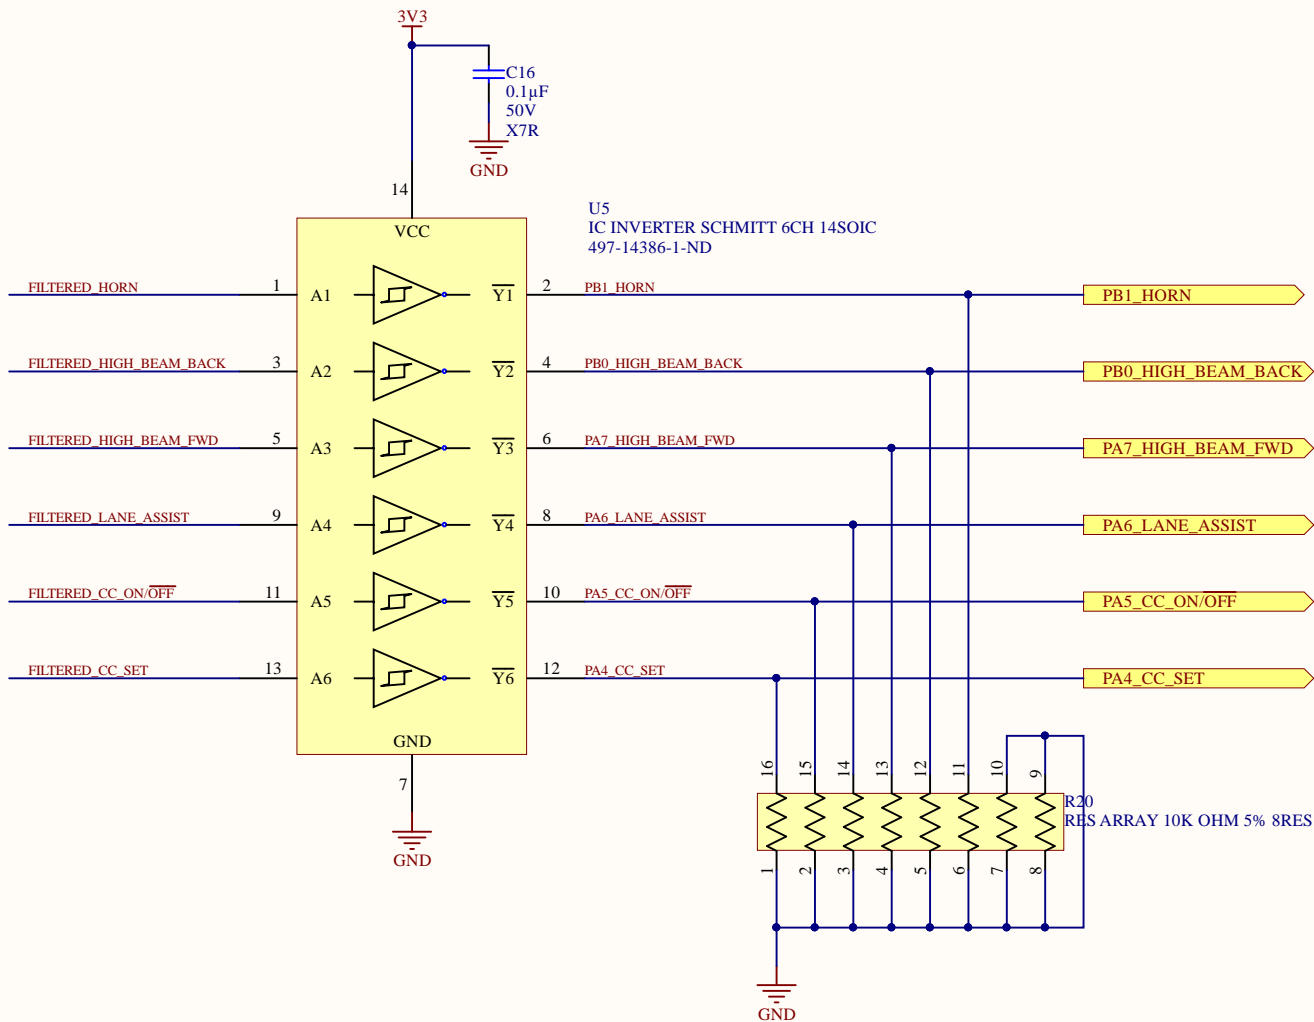 3V3
C16
0.1µF
50V
X7R
GND
14
VCC
U5
IC INVERTER SCHMITT 6CH 14SOIC
497-14386-1-ND
FILTERED_HORN 1 A1 Y1 2 PB1_HORN PB1_HORN
FILTERED_HIGH_BEAM_BACK 3 A2 Y2 4 PB0_HIGH_BEAM_BACK PB0_HIGH_BEAM_BACK
FILTERED_HIGH_BEAM_FWD 5 A3 Y3 6 PA7_HIGH_BEAM_FWD PA7_HIGH_BEAM_FWD
FILTERED_LANE_ASSIST 9 A4 Y4 8 PA6_LANE_ASSIST PA6_LANE_ASSIST
FILTERED_CC_ON/OFF 11 A5 Y5 10 PA5_CC_ON/OFF PA5_CC_ON/OFF
FILTERED_CC_SET 13 A6 Y6 12 PA4_CC_SET PA4_CC_SET
GND
7
GND
16 15 14 13 12 11 10 9
R20
RES ARRAY 10K OHM 5% 8RES
1 2 3 4 5 6 7 8
GND